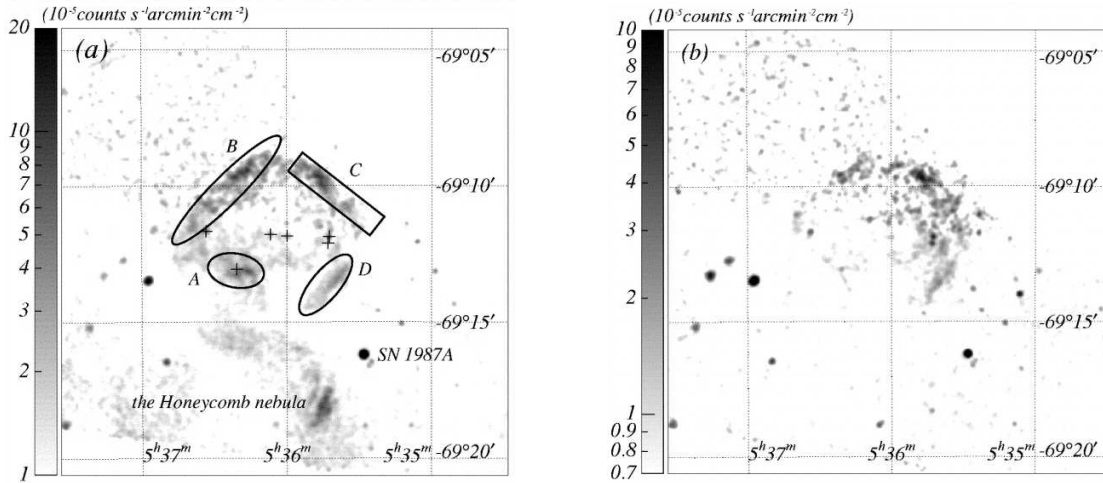 (10⁻⁵counts s⁻¹arcmin⁻²cm⁻²)
20
10
9
8
7
6
5
4
3
2
1
(a)
B
C
A
D
SN 1987A
the Honeycomb nebula
-69°05′
-69°10′
-69°15′
-69°20′
5ʰ37ᵐ
5ʰ36ᵐ
5ʰ35ᵐ
(10⁻⁵counts s⁻¹arcmin⁻²cm⁻²)
10
9
8
7
6
5
4
3
2
1
0.9
0.8
0.7
(b)
-69°05′
-69°10′
-69°15′
-69°20′
5ʰ37ᵐ
5ʰ36ᵐ
5ʰ35ᵐ